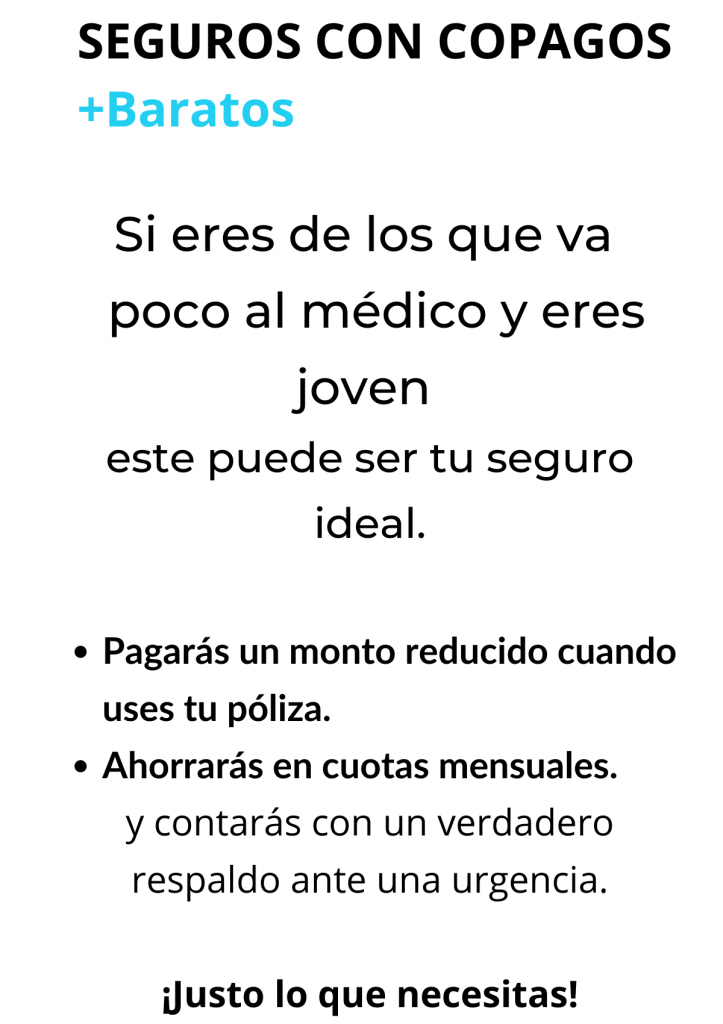 SEGUROS CON COPAGOS
+Baratos
Si eres de los que va
poco al médico y eres
joven
este puede ser tu seguro
ideal.
• Pagarás un monto reducido cuando
uses tu póliza.
• Ahorrarás en cuotas mensuales.
y contarás con un verdadero
respaldo ante una urgencia.
¡Justo lo que necesitas!